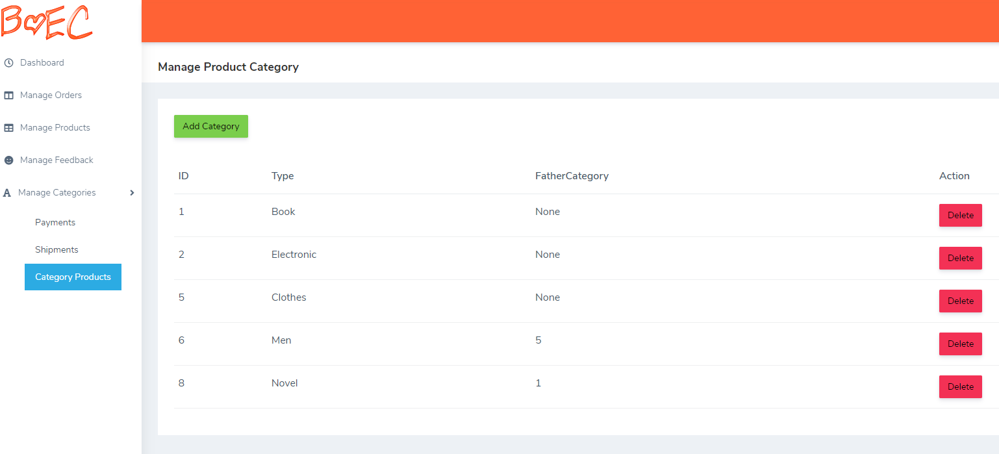 BoEC
Dashboard
Manage Orders
Manage Products
Manage Feedback
Manage Categories
Payments
Shipments
Category Products
Manage Product Category
Add Category
ID Type FatherCategory Action
1 Book None Delete
2 Electronic None Delete
5 Clothes None Delete
6 Men 5 Delete
8 Novel 1 Delete